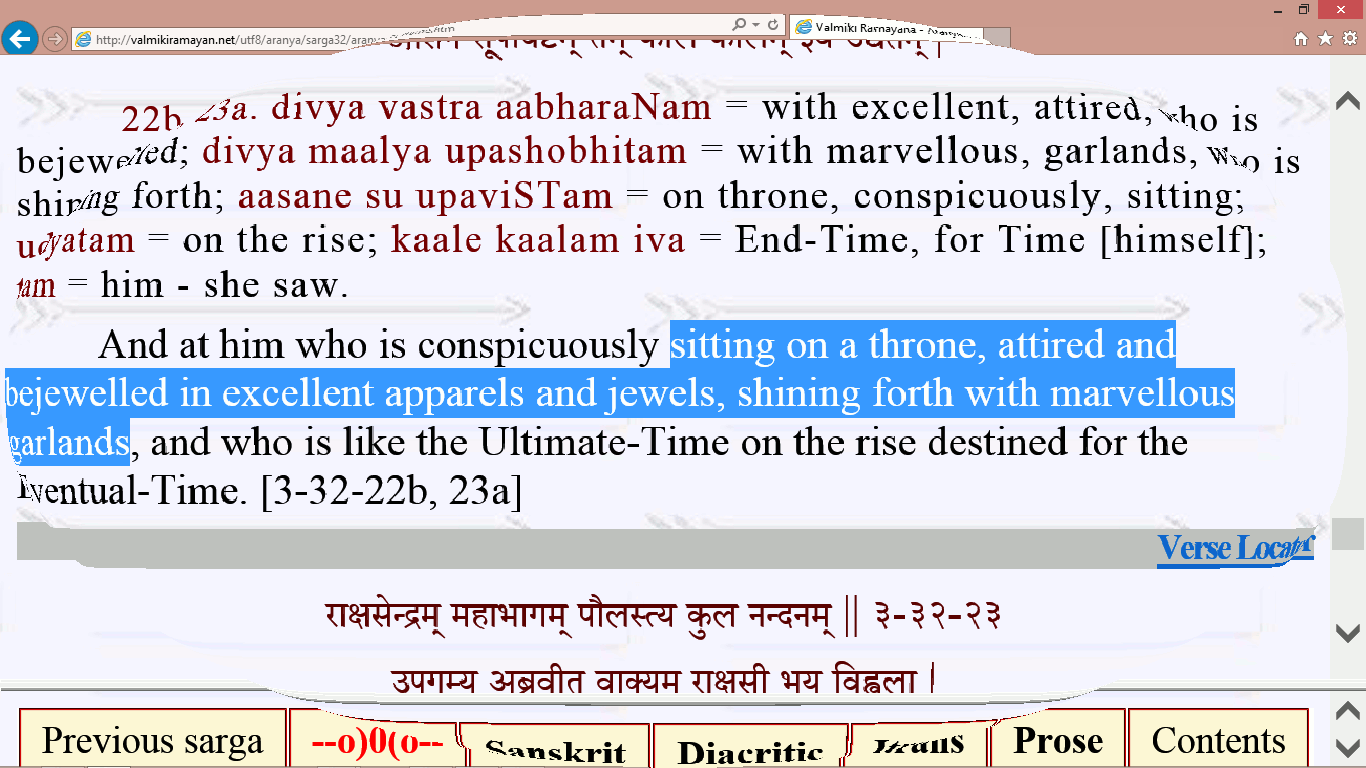 http://valmikiramayan.net/utf8/aranya/sarga32/
Valmiki Ramayana -
22b, 23a. divya vastra aabharaNam = with excellent, attired, who is
bejewelled; divya maalya upashobhitam = with marvellous, garlands, who is
shining forth; aasane su upaviSTam = on throne, conspicuously, sitting;
udyatam = on the rise; kaale kaalam iva = End-Time, for Time [himself];
tam = him - she saw.
And at him who is conspicuously sitting on a throne, attired and
bejewelled in excellent apparels and jewels, shining forth with marvellous
garlands, and who is like the Ultimate-Time on the rise destined for the
Eventual-Time. [3-32-22b, 23a]
Verse Locator
राक्षसेन्द्रम् महाभागम् पौलस्त्य कुल नन्दनम् || ३-३२-२३
उपगम्य अब्रवीत् वाक्यम् राक्षसी भय विह्वला |
Previous sarga --o)0(o-- Sanskrit Diacritic Trans Prose Contents